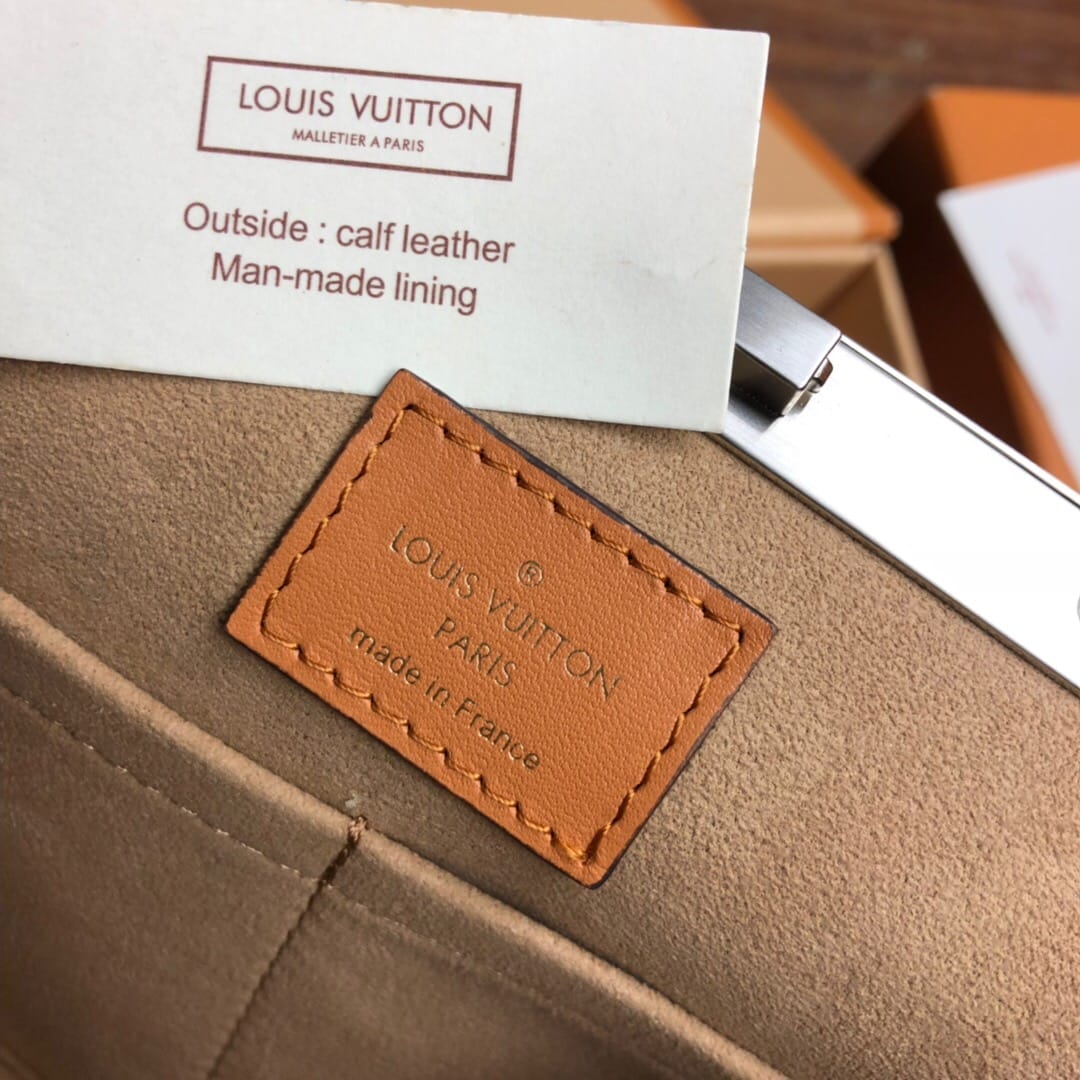 LOUIS VUITTON
MALLETIER A PARIS
Outside : calf leather
Man-made lining
®
LOUIS VUITTON
PARIS
made in France